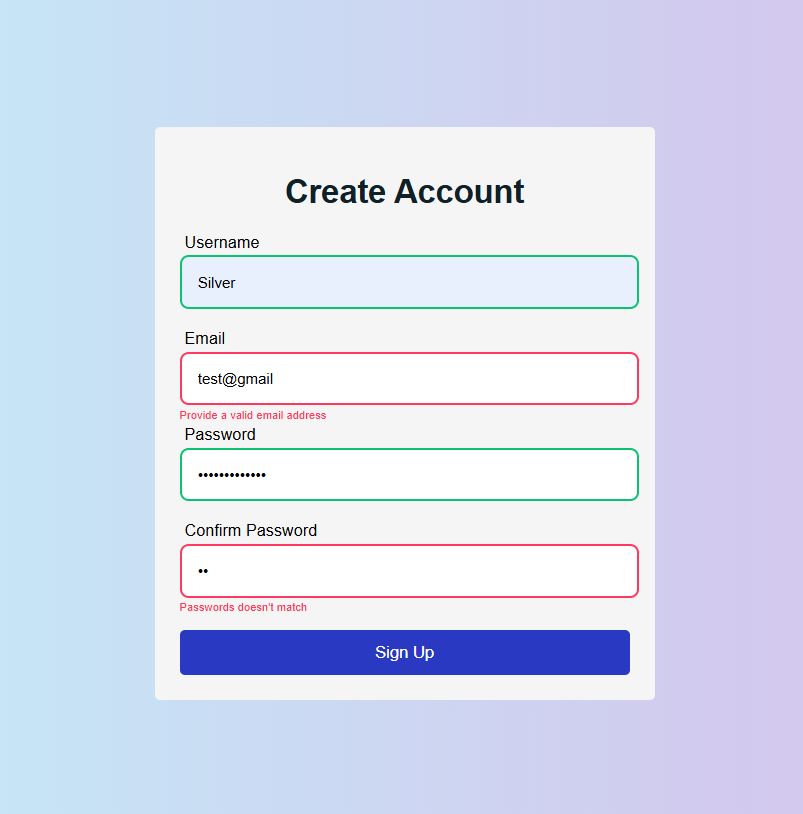 Create Account
Username
Silver
Email
test@gmail
Provide a valid email address
Password
•••••••••••••
Confirm Password
••
Passwords doesn't match
Sign Up